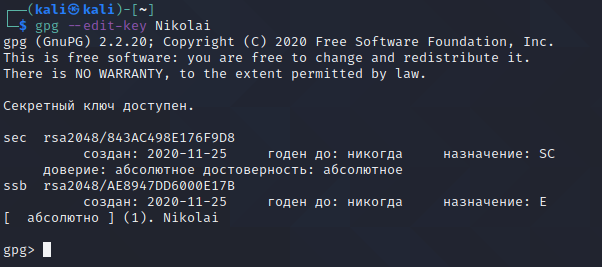 (kali㉿kali)-[~]
$ gpg --edit-key Nikolai
gpg (GnuPG) 2.2.20; Copyright (C) 2020 Free Software Foundation, Inc.
This is free software: you are free to change and redistribute it.
There is NO WARRANTY, to the extent permitted by law.
Секретный ключ доступен.
sec rsa2048/843AC498E176F9D8
создан: 2020-11-25 годен до: никогда назначение: SC
доверие: абсолютное достоверность: абсолютное
ssb rsa2048/AE8947DD6000E17B
создан: 2020-11-25 годен до: никогда назначение: E
[ абсолютно ] (1). Nikolai
gpg>